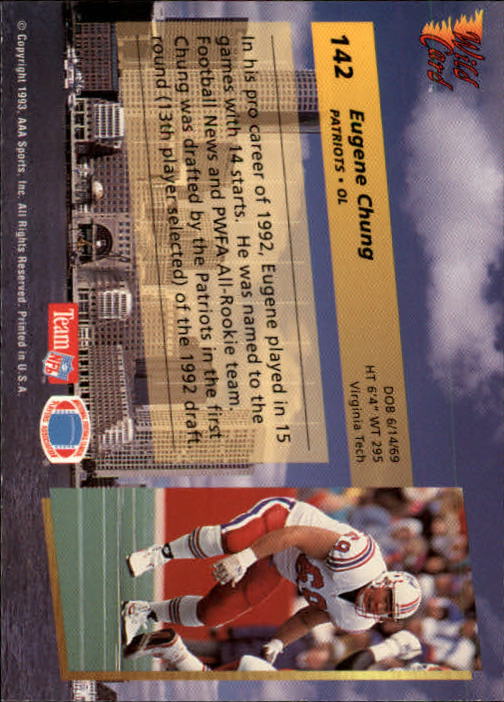 Wild Card
142
Eugene Chung
PATRIOTS • OL
DOB 6/14/69
HT 6'4" WT 295
Virginia Tech
In his pro career of 1992, Eugene played in 15
games with 14 starts. He was named to the
Football News and PWFA All-Rookie team.
Chung was drafted by the Patriots in the first
round (13th player selected) of the 1992 draft.
Team NFL
© Copyright 1993, AAA Sports, Inc. All Rights Reserved. Printed in U.S.A
69